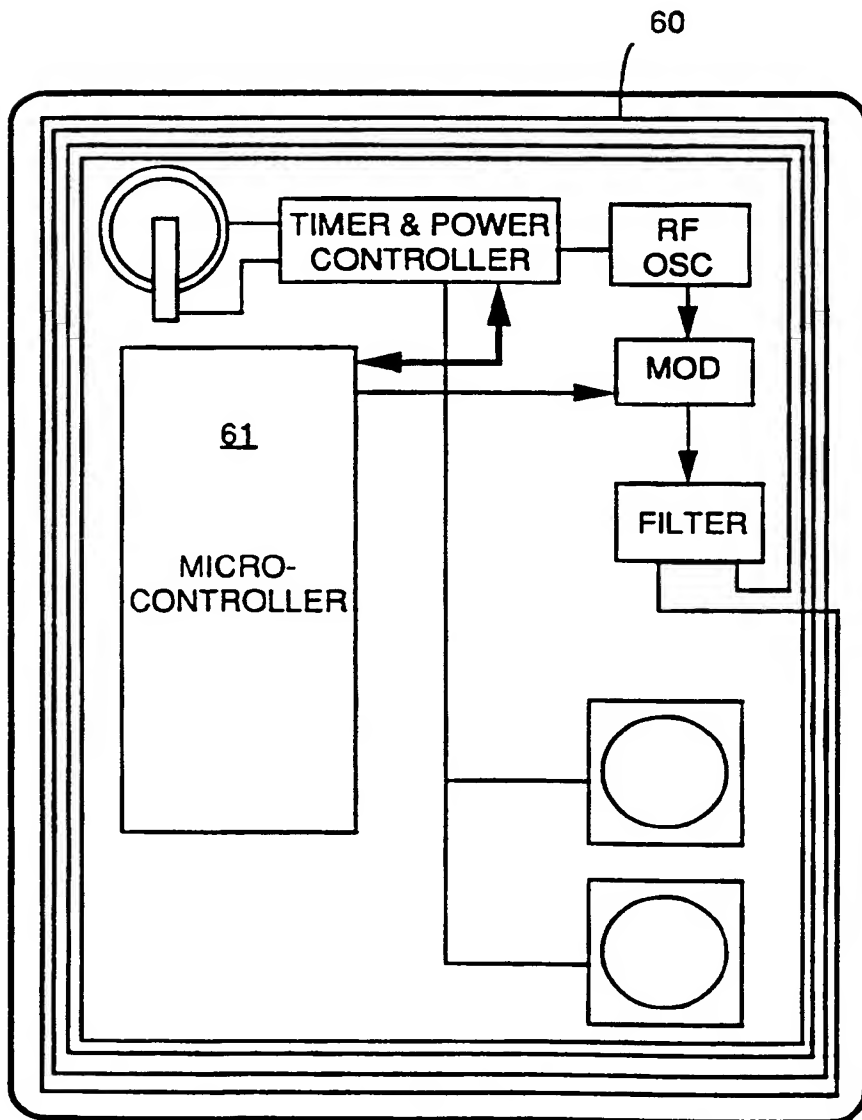 60
TIMER & POWER
CONTROLLER
RF
OSC
MOD
61
FILTER
MICRO-
CONTROLLER